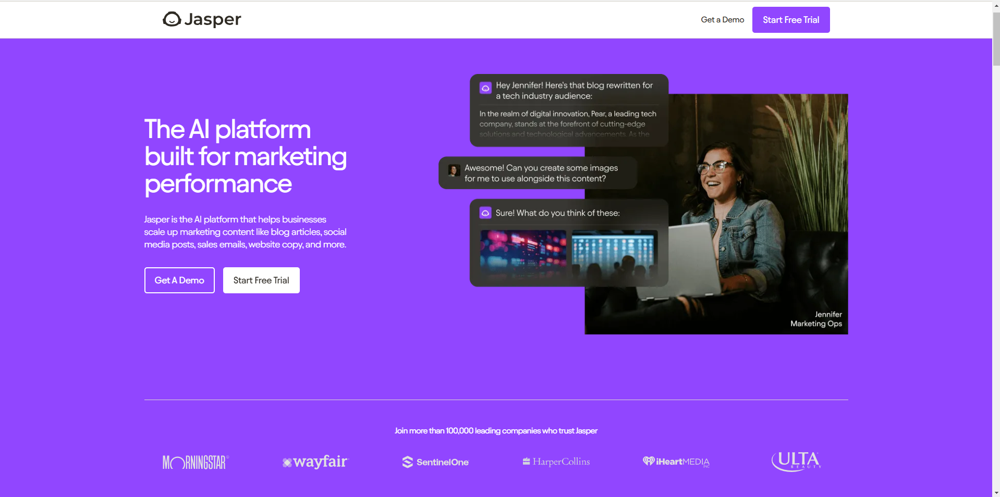 Jasper
Get a Demo
Start Free Trial
The AI platform
built for marketing
performance
Jasper is the AI platform that helps businesses
scale up marketing content like blog articles, social
media posts, sales emails, website copy, and more.
Get A Demo
Start Free Trial
Hey Jennifer! Here's that blog rewritten for
a tech industry audience:
In the realm of digital innovation, Pear, a leading tech
company, stands at the forefront of cutting-edge
solutions and technological advancements. As the
Awesome! Can you create some images
for me to use alongside this content?
Sure! What do you think of these:
Jennifer
Marketing Ops
Join more than 100,000 leading companies who trust Jasper
MORNINGSTAR®
wayfair
SentinelOne
HarperCollins
iHeartMEDIA
INC
ULTA
BEAUTY